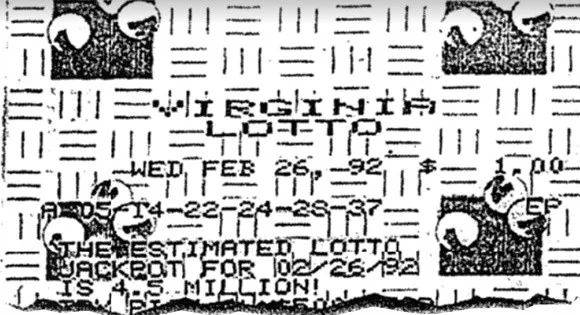 VIRGINIA
LOTTO
WED FEB 26, 92 $ 1.00
A 05-14-22-24-28-37 EP
THE ESTIMATED LOTTO
JACKPOT FOR 02/26/92
IS 4.5 MILLION!